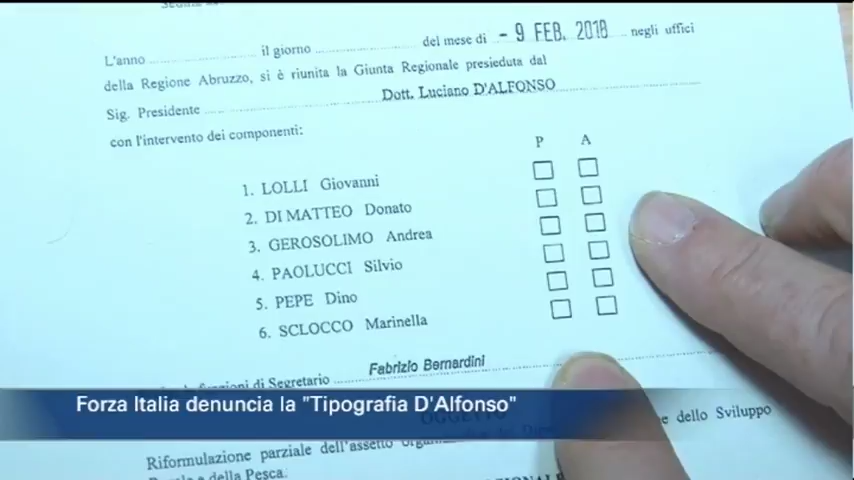 L'anno ............ il giorno ............ del mese di - 9 FEB. 2018 negli uffici
della Regione Abruzzo, si è riunita la Giunta Regionale presieduta dal
Sig. Presidente ............ Dott. Luciano D'ALFONSO ............
con l'intervento dei componenti:
P A
1. LOLLI Giovanni
2. DI MATTEO Donato
3. GEROSOLIMO Andrea
4. PAOLUCCI Silvio
5. PEPE Dino
6. SCLOCCO Marinella
funzioni di Segretario ............ Fabrizio Bernardini
Forza Italia denuncia la "Tipografia D'Alfonso"
OGGETTO
Riformulazione parziale dell'assetto dello Sviluppo
e della Pesca.